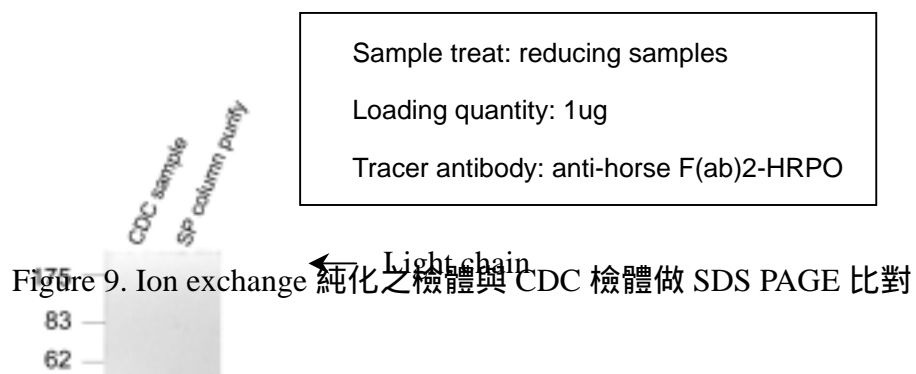 Sample treat: reducing samples
Loading quantity: 1ug
Tracer antibody: anti-horse F(ab)2-HRPO
CDC sample
SP column purify
Light chain
175
Figure 9. Ion exchange 純化之檢體與 CDC 檢體做 SDS PAGE 比對
83
62